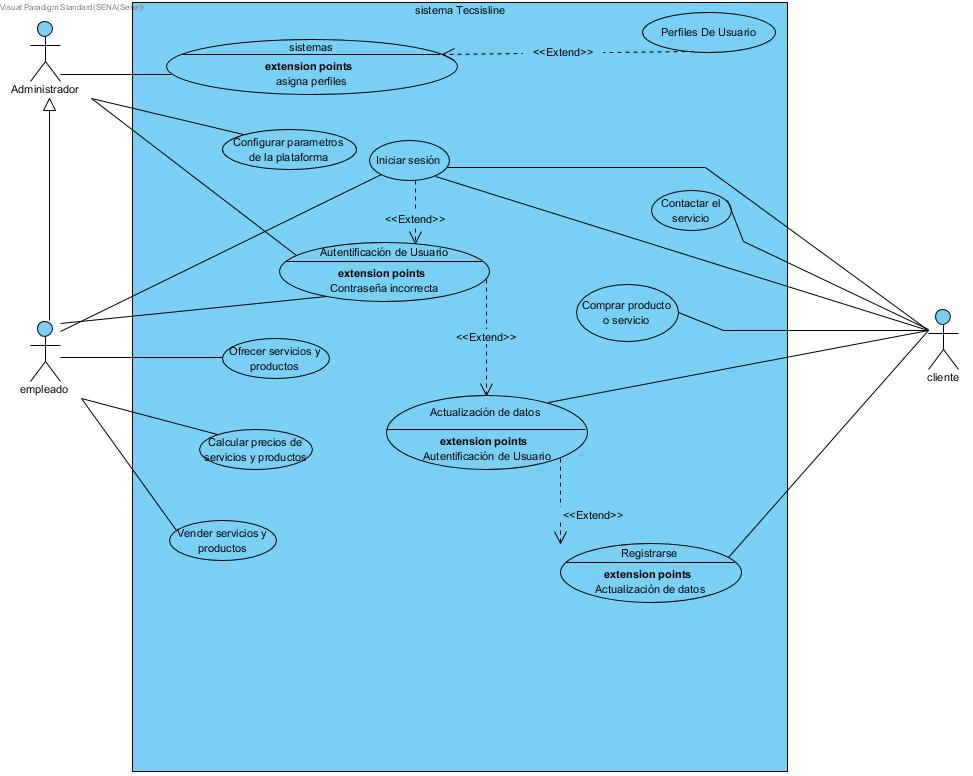 Visual Paradigm Standard(SENA(Sena))
sistema Tecsisline
Administrador
sistemas
extension points
asigna perfiles
<<Extend>>
Perfiles De Usuario
Configurar parametros
de la plataforma
Iniciar sesión
<<Extend>>
Contactar el
servicio
Autentificación de Usuario
extension points
Contraseña incorrecta
<<Extend>>
Comprar producto
o servicio
empleado
cliente
Ofrecer servicios y
productos
Actualización de datos
extension points
Autentificación de Usuario
Calcular precios de
servicios y productos
<<Extend>>
Vender servicios y
productos
Registrarse
extension points
Actualización de datos